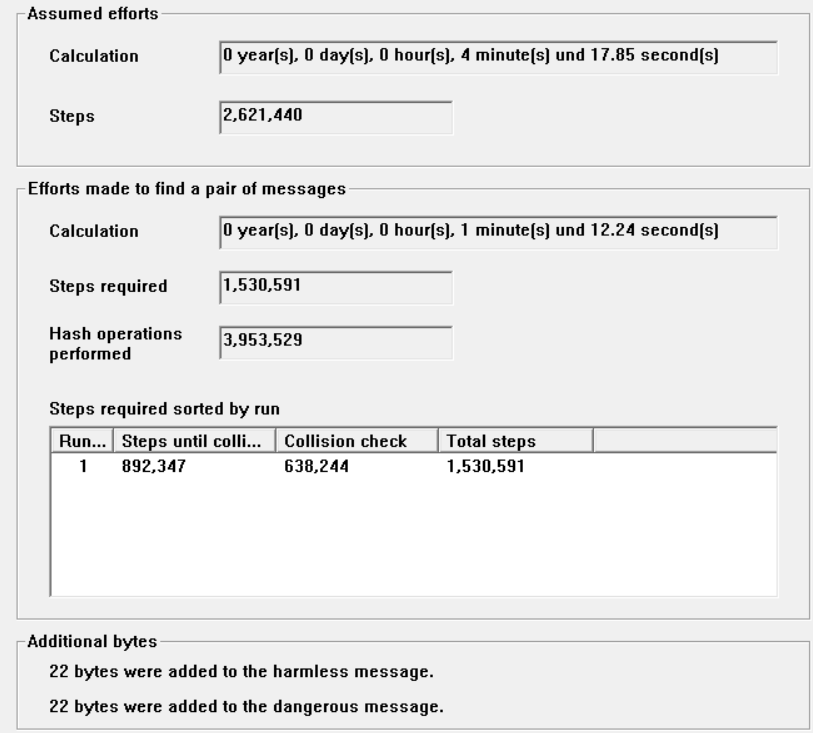 Assumed efforts
Calculation 0 year(s), 0 day(s), 0 hour(s), 4 minute(s) und 17.85 second(s)
Steps 2,621,440
Efforts made to find a pair of messages
Calculation 0 year(s), 0 day(s), 0 hour(s), 1 minute(s) und 12.24 second(s)
Steps required 1,530,591
Hash operations
performed 3,953,529
Steps required sorted by run
Run... Steps until colli... Collision check Total steps
1 892,347 638,244 1,530,591
Additional bytes
22 bytes were added to the harmless message.
22 bytes were added to the dangerous message.